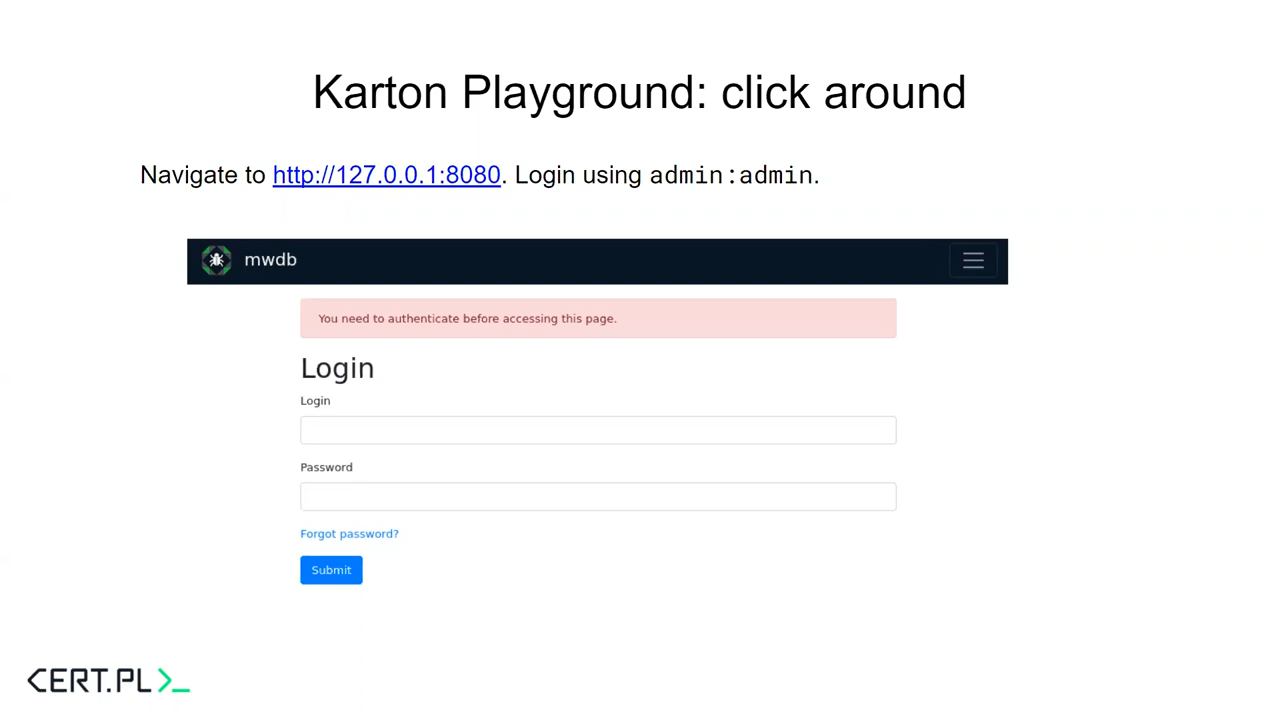 Karton Playground: click around
Navigate to http://127.0.0.1:8080. Login using admin:admin.
mwdb
You need to authenticate before accessing this page.
Login
Login
Password
Forgot password?
Submit
CERT.PL>_